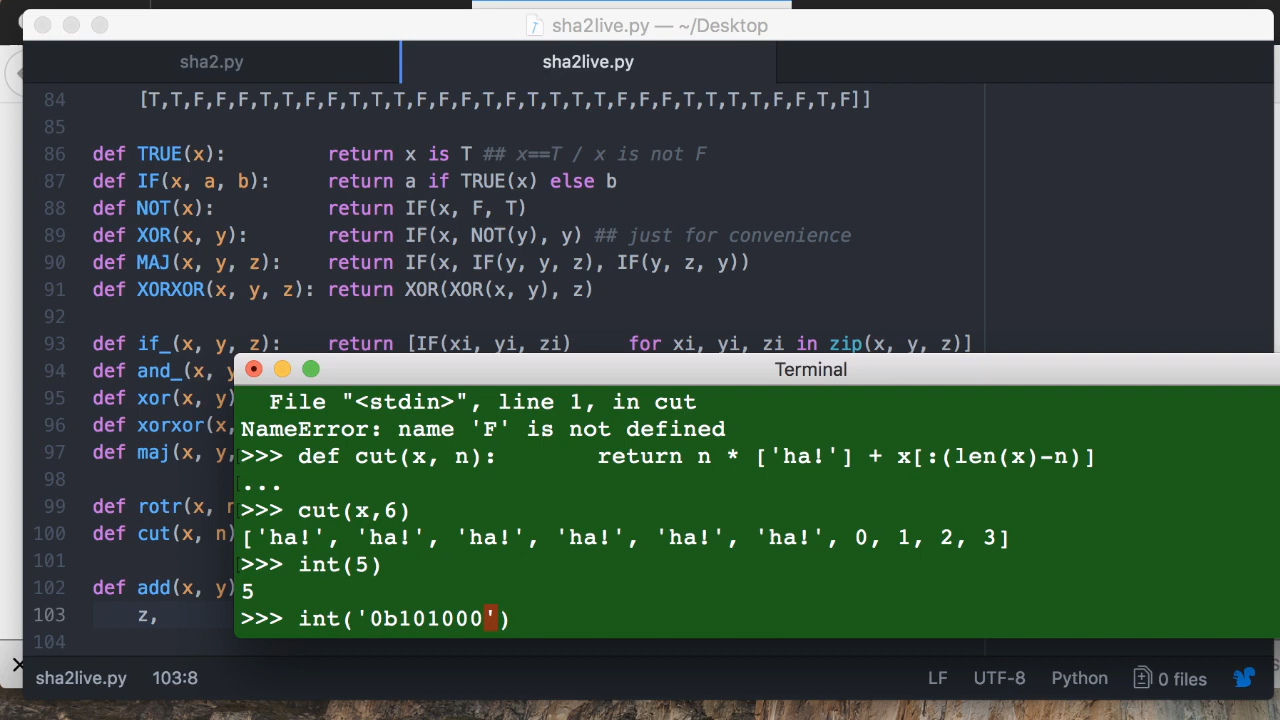 sha2live.py — ~/Desktop
sha2.py
sha2live.py
84 [T,T,F,F,F,T,T,F,F,T,T,T,F,F,F,T,F,T,T,T,T,F,F,F,T,T,T,T,F,F,T,F]]
85
86 def TRUE(x): return x is T ## x==T / x is not F
87 def IF(x, a, b): return a if TRUE(x) else b
88 def NOT(x): return IF(x, F, T)
89 def XOR(x, y): return IF(x, NOT(y), y) ## just for convenience
90 def MAJ(x, y, z): return IF(x, IF(y, y, z), IF(y, z, y))
91 def XORXOR(x, y, z): return XOR(XOR(x, y), z)
92
93 def if_(x, y, z): return [IF(xi, yi, zi) for xi, yi, zi in zip(x, y, z)]
94 def and_(x, y
95 def xor(x, y)
96 def xorxor(x,
97 def maj(x, y,
98
99 def rotr(x, n
100 def cut(x, n)
101
102 def add(x, y)
103 z,
104
Terminal
File "<stdin>", line 1, in cut
NameError: name 'F' is not defined
>>> def cut(x, n): return n * ['ha!'] + x[:(len(x)-n)]
...
>>> cut(x,6)
['ha!', 'ha!', 'ha!', 'ha!', 'ha!', 'ha!', 0, 1, 2, 3]
>>> int(5)
5
>>> int('0b101000')
sha2live.py 103:8 LF UTF-8 Python 0 files